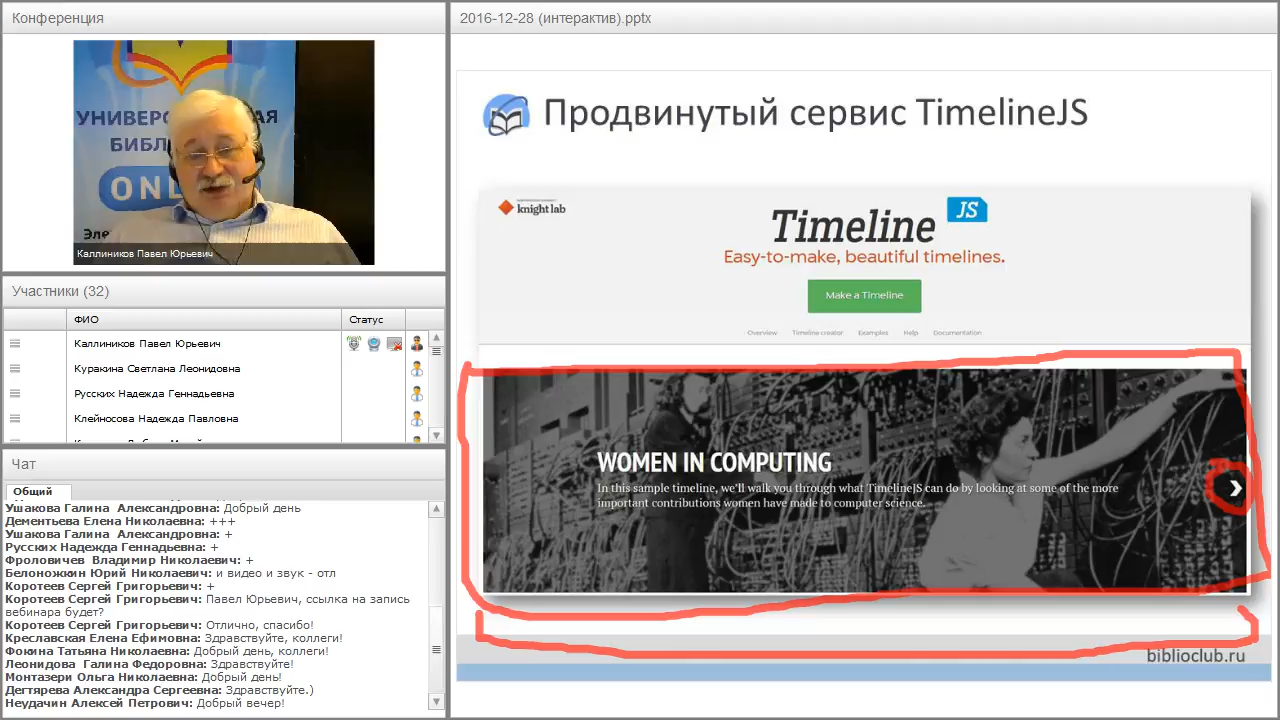 Конференция
УНИВЕРС АЯ
БИБЛ
ONL
Эле
Каллиников Павел Юрьевич
Участники (32)
ФИО Статус
Каллиников Павел Юрьевич
Куракина Светлана Леонидовна
Русских Надежда Геннадьевна
Клейносова Надежда Павловна
Чат
Общий
Ушакова Галина Александровна: Добрый день
Дементьева Елена Николаевна: +++
Ушакова Галина Александровна: +
Русских Надежда Геннадьевна: +
Фроловичев Владимир Николаевич: +
Белоножкин Юрий Николаевич: и видео и звук - отл
Коротеев Сергей Григорьевич: +
Коротеев Сергей Григорьевич: Павел Юрьевич, ссылка на запись
вебинара будет?
Коротеев Сергей Григорьевич: Отлично, спасибо!
Креславская Елена Ефимовна: Здравствуйте, коллеги!
Фокина Татьяна Николаевна: Добрый день, коллеги!
Леонидова Галина Федоровна: Здравствуйте!
Монтазери Ольга Николаевна: Добрый день!
Дегтярева Александра Сергеевна: Здравствуйте.)
Неудачин Алексей Петрович: Добрый вечер!
2016-12-28 (интерактив).pptx
Продвинутый сервис TimelineJS
knight lab
Timeline JS
Easy-to-make, beautiful timelines.
Make a Timeline
Overview Timeline creator Examples Help Documentation
WOMEN IN COMPUTING
In this sample timeline, we'll walk you through what TimelineJS can do by looking at some of the more
important contributions women have made to computer science.
biblioclub.ru